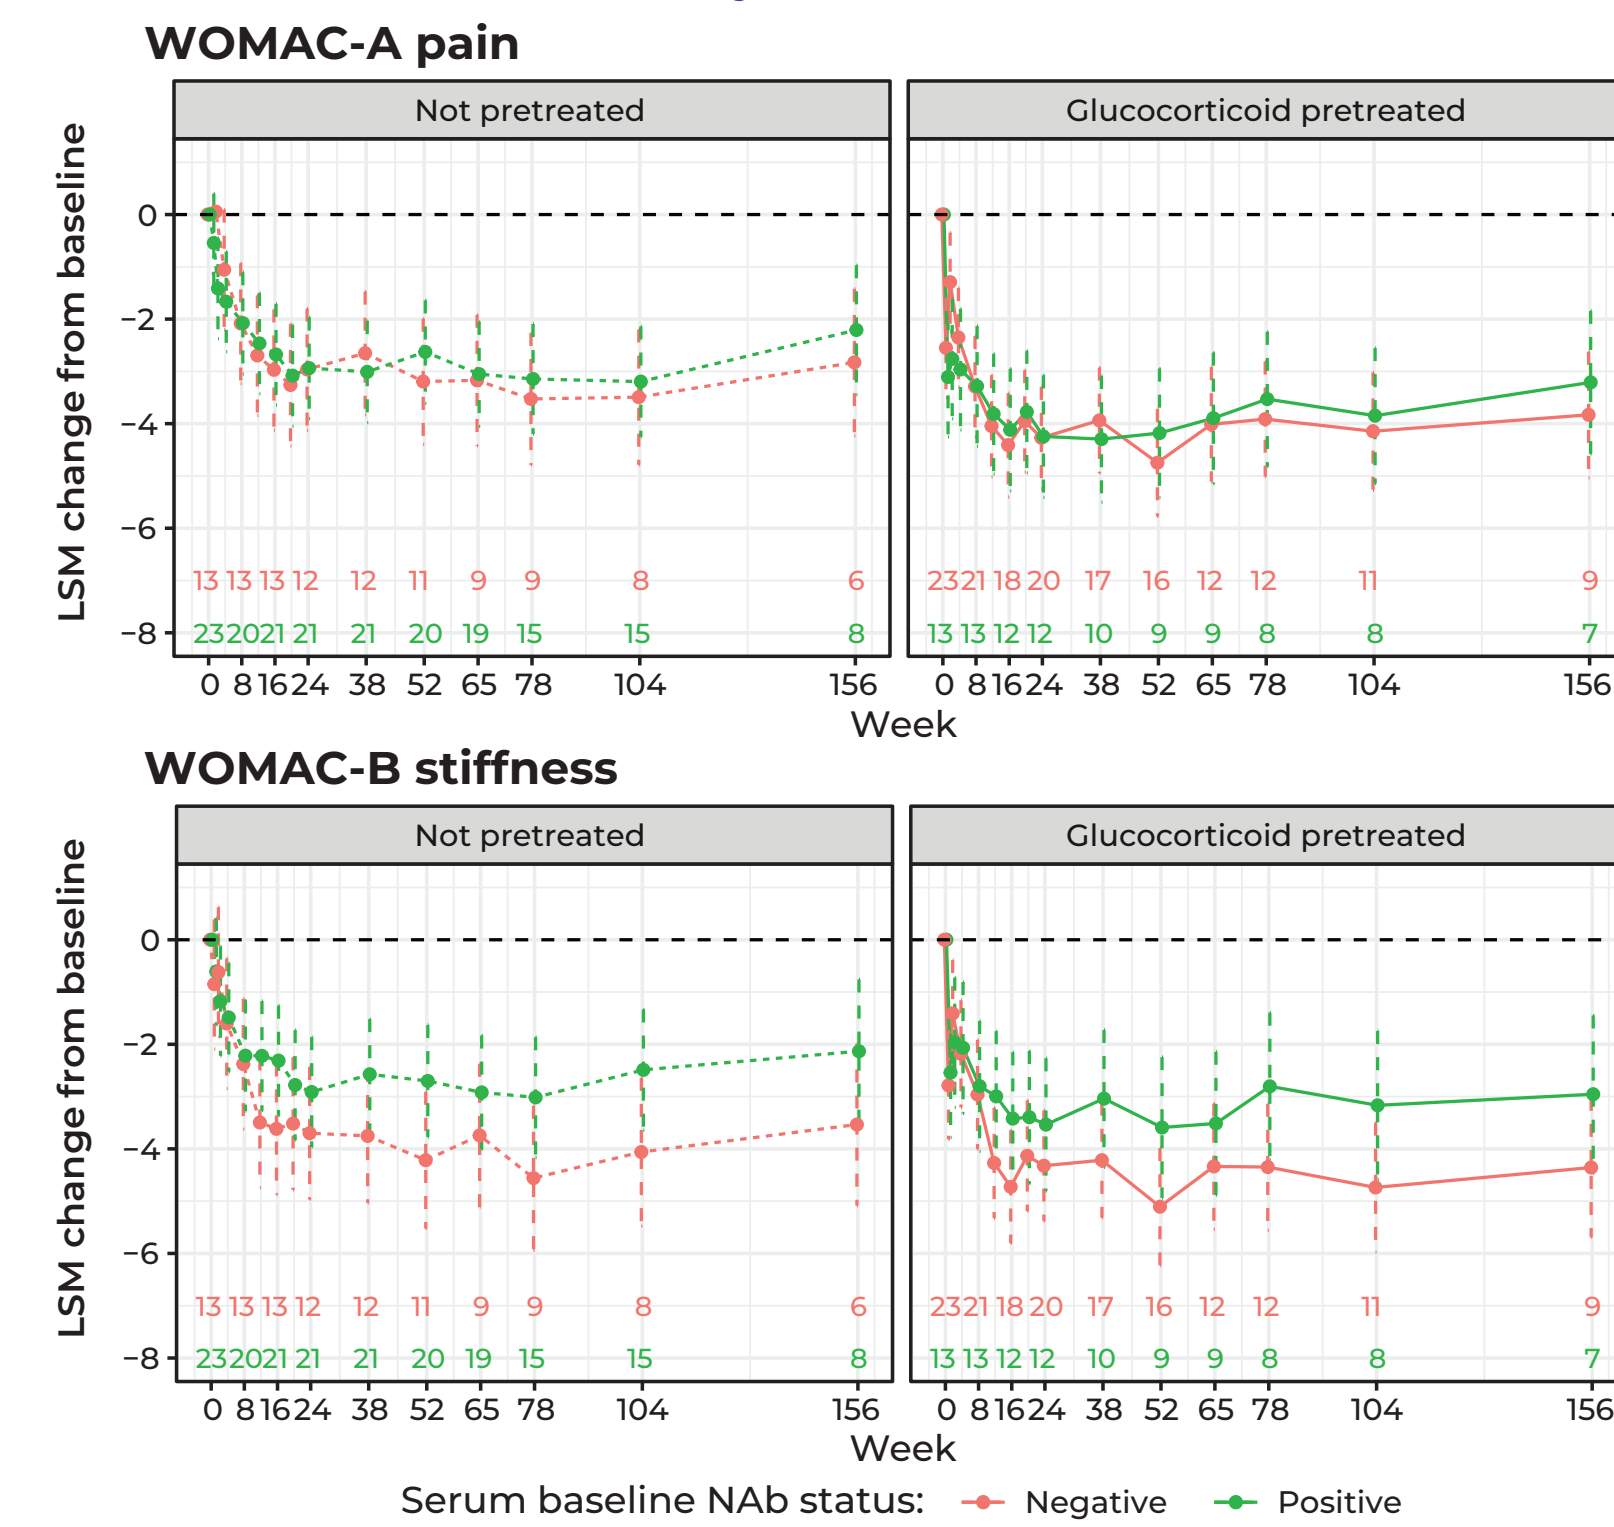 WOMAC-A pain
Not pretreated
Glucocorticoid pretreated
LSM change from baseline
0
−2
−4
−6
−8
13 13 13 12 12 11 9 9 8 6
23 20 21 21 21 20 19 15 15 8
23 21 18 20 17 16 12 12 11 9
13 13 12 12 10 9 9 8 8 7
0 8 16 24 38 52 65 78 104 156
0 8 16 24 38 52 65 78 104 156
Week
WOMAC-B stiffness
Not pretreated
Glucocorticoid pretreated
LSM change from baseline
0
−2
−4
−6
−8
13 13 13 12 12 11 9 9 8 6
23 20 21 21 21 20 19 15 15 8
23 21 18 20 17 16 12 12 11 9
13 13 12 12 10 9 9 8 8 7
0 8 16 24 38 52 65 78 104 156
0 8 16 24 38 52 65 78 104 156
Week
Serum baseline NAb status: Negative Positive